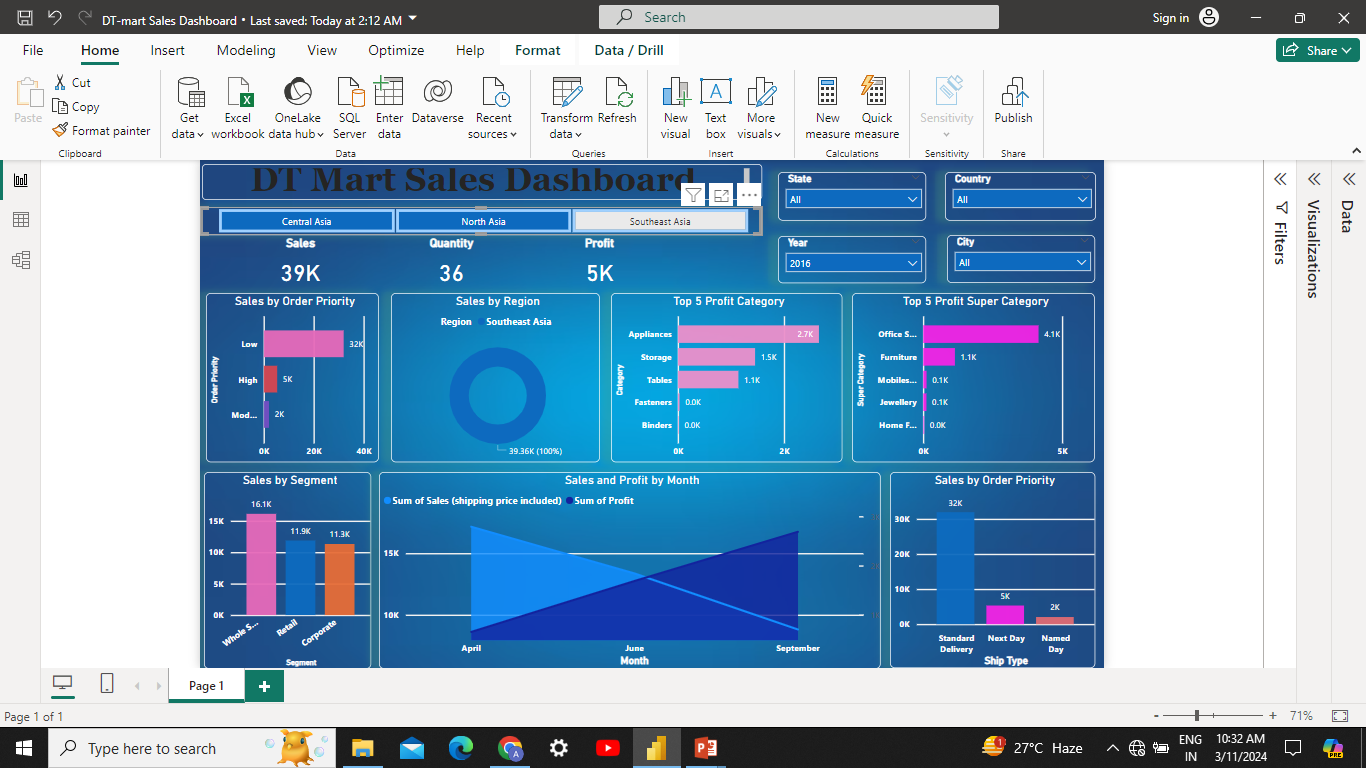 DT-mart Sales Dashboard • Last saved: Today at 2:12 AM
Search
Sign in
File Home Insert Modeling View Optimize Help Format Data / Drill
Share
Paste
Cut
Copy
Format painter
Clipboard
Get data
Excel workbook
OneLake data hub
SQL Server
Enter data
Dataverse
Recent sources
Data
Transform data
Refresh
Queries
New visual
Text box
More visuals
Insert
New measure
Quick measure
Calculations
Sensitivity
Sensitivity
Publish
Share
DT Mart Sales Dashboard
Central Asia
North Asia
Southeast Asia
State
All
Country
All
Year
2016
City
All
Sales
39K
Quantity
36
Profit
5K
Sales by Order Priority
Order Priority
Low 32K
High 5K
Mod... 2K
0K 20K 40K
Sales by Region
Region Southeast Asia
39.36K (100%)
Top 5 Profit Category
Category
Appliances 2.7K
Storage 1.5K
Tables 1.1K
Fasteners 0.0K
Binders 0.0K
0K 2K
Top 5 Profit Super Category
Super Category
Office S... 4.1K
Furniture 1.1K
Mobiles... 0.1K
Jewellery 0.1K
Home F... 0.0K
0K 5K
Sales by Segment
16.1K
15K
11.9K
11.3K
10K
5K
0K
Whole S... Retail Corporate
Segment
Sales and Profit by Month
Sum of Sales (shipping price included) Sum of Profit
15K
10K
April June September
Month
Sales by Order Priority
32K
30K
20K
10K
5K
2K
0K
Standard Delivery
Next Day
Named Day
Ship Type
Filters
Visualizations
Data
Page 1
Page 1 of 1
- + 71%
Type here to search
1
27°C Haze
ENG
IN
10:32 AM
3/11/2024
PRE